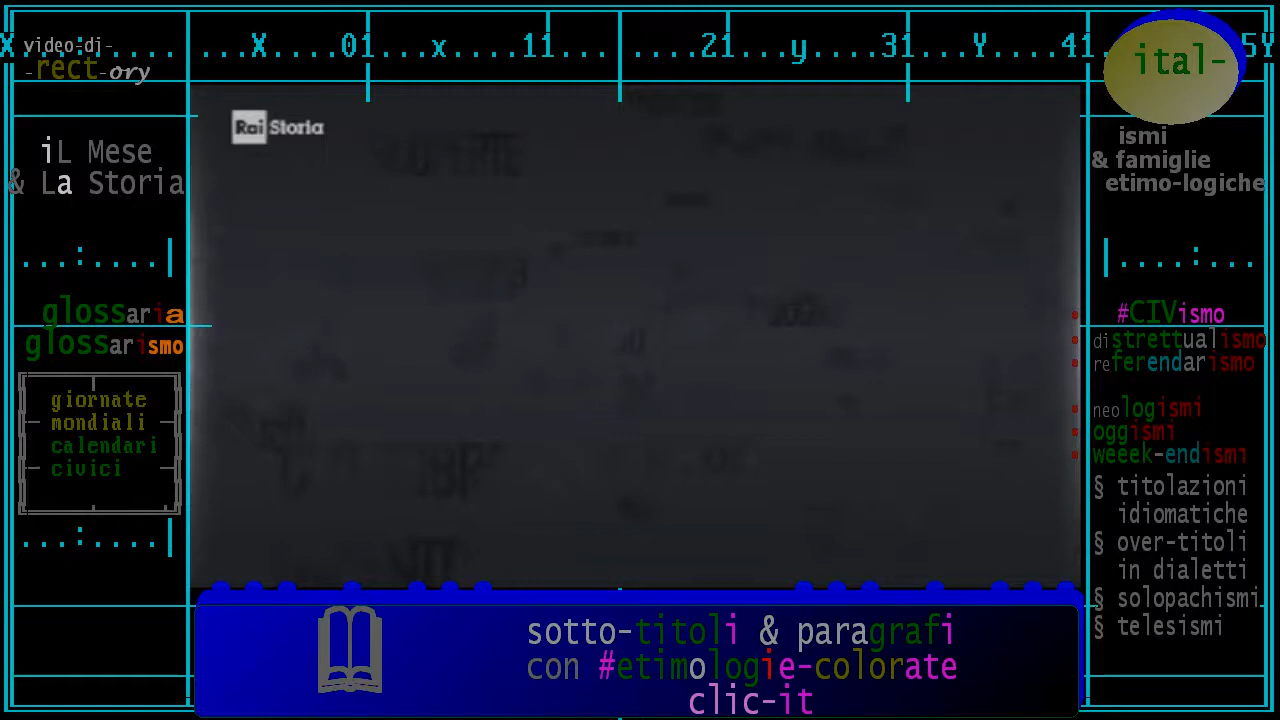 X...:.... ...X....01...x...11...:....21...y...31...Y....41 5Y
video-di-
-rect-ory
ital-
Rai Storia
iL Mese
& La Storia
...:....|
glossaria
glossarismo
giornate
mondiali
calendari
civici
...:....|
ismi
& famiglie
etimo-logiche
|....:...
#CIVismo
distrettualismo
referendarismo
neologismi
oggismi
weeek-endismi
§ titolazioni
idiomatiche
§ over-titoli
in dialetti
§ solopachismi
§ telesismi
sotto-titoli & paragrafi
con #etimologie-colorate
clic-it